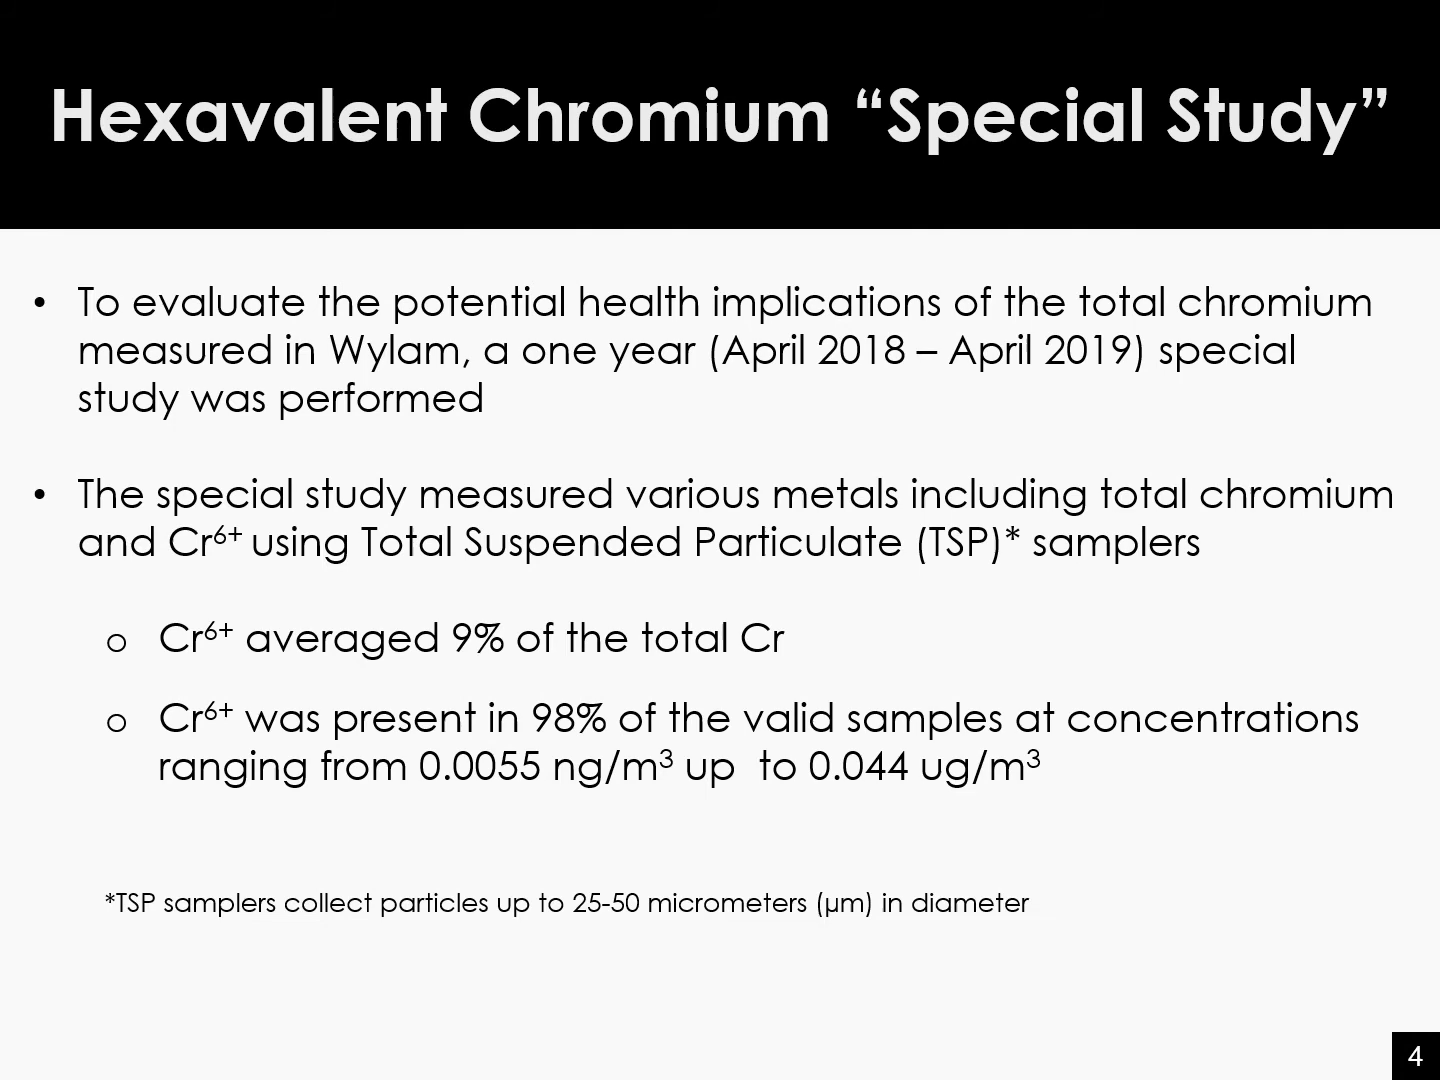 Hexavalent Chromium “Special Study”
• To evaluate the potential health implications of the total chromium
measured in Wylam, a one year (April 2018 – April 2019) special
study was performed
• The special study measured various metals including total chromium
and Cr⁶⁺ using Total Suspended Particulate (TSP)* samplers
o Cr⁶⁺ averaged 9% of the total Cr
o Cr⁶⁺ was present in 98% of the valid samples at concentrations
ranging from 0.0055 ng/m³ up  to 0.044 ug/m³
*TSP samplers collect particles up to 25-50 micrometers (µm) in diameter
4